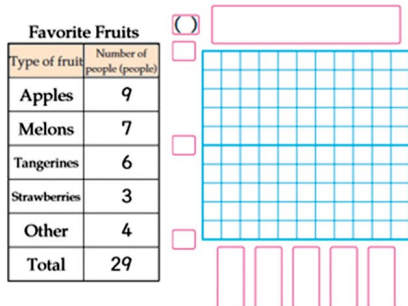 Favorite Fruits
Type of fruit Number of people (people)
Apples 9
Melons 7
Tangerines 6
Strawberries 3
Other 4
Total 29
( )